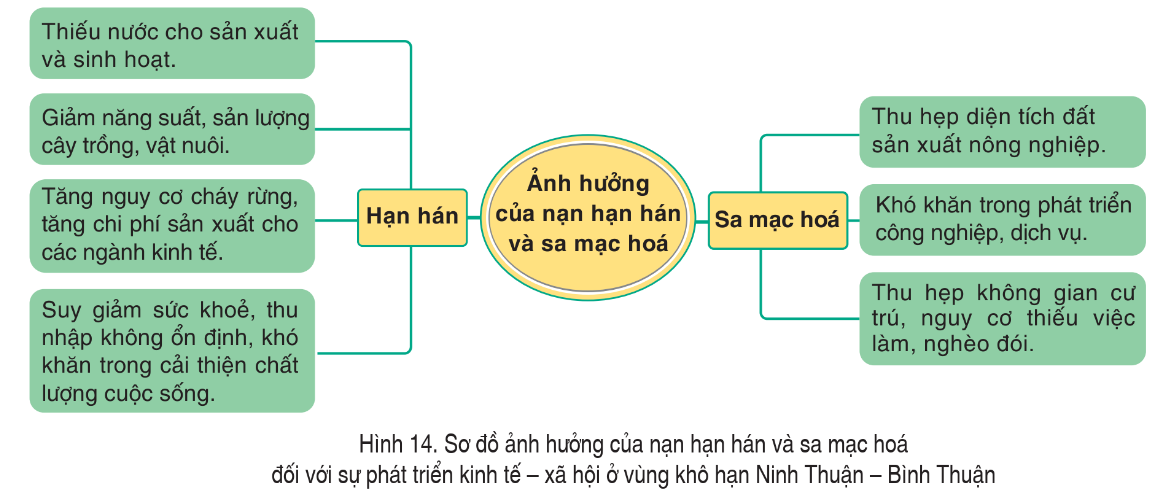 Thiếu nước cho sản xuất
và sinh hoạt.
Giảm năng suất, sản lượng
cây trồng, vật nuôi.
Tăng nguy cơ cháy rừng,
tăng chi phí sản xuất cho
các ngành kinh tế.
Suy giảm sức khoẻ, thu
nhập không ổn định, khó
khăn trong cải thiện chất
lượng cuộc sống.
Hạn hán
Ảnh hưởng
của nạn hạn hán
và sa mạc hoá
Sa mạc hoá
Thu hẹp diện tích đất
sản xuất nông nghiệp.
Khó khăn trong phát triển
công nghiệp, dịch vụ.
Thu hẹp không gian cư
trú, nguy cơ thiếu việc
làm, nghèo đói.
Hình 14. Sơ đồ ảnh hưởng của nạn hạn hán và sa mạc hoá
đối với sự phát triển kinh tế – xã hội ở vùng khô hạn Ninh Thuận – Bình Thuận